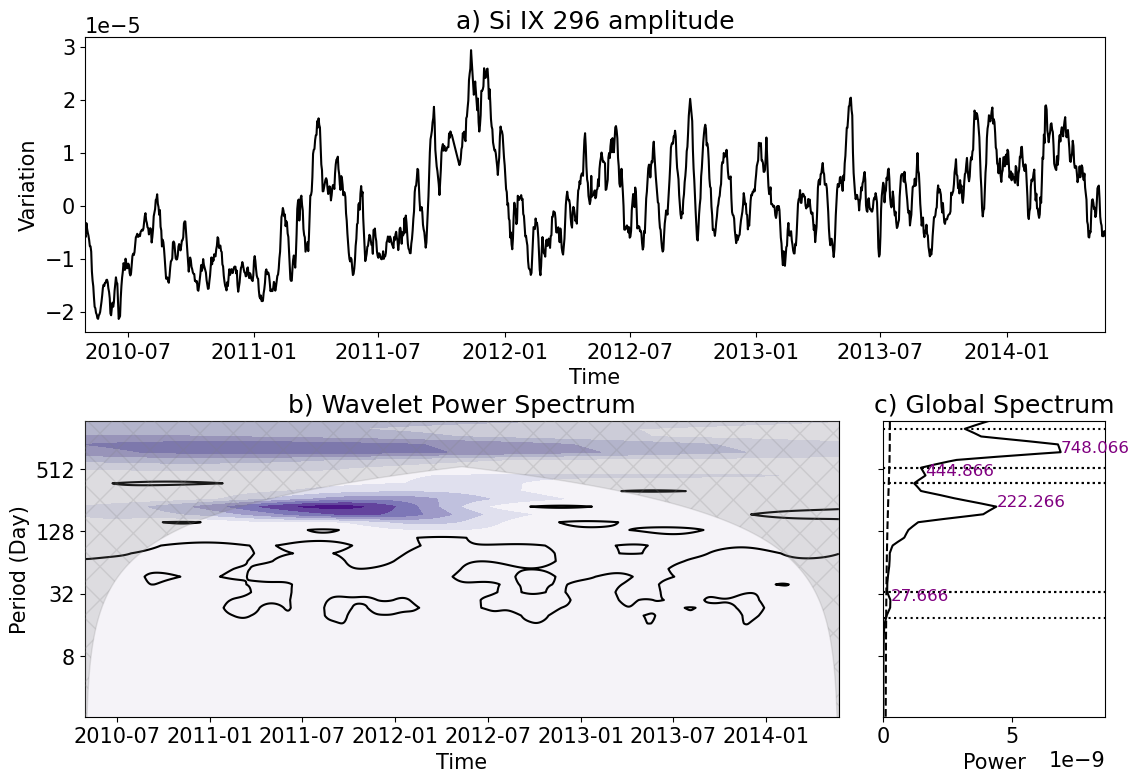 a) Si IX 296 amplitude
1e−5
3
2
1
0
−1
−2
Variation
2010-07 2011-01 2011-07 2012-01 2012-07 2013-01 2013-07 2014-01
Time
b) Wavelet Power Spectrum
512
128
32
8
Period (Day)
2010-07 2011-01 2011-07 2012-01 2012-07 2013-01 2013-07 2014-01
Time
c) Global Spectrum
748.066
444.866
222.266
27.666
0 5
Power 1e−9